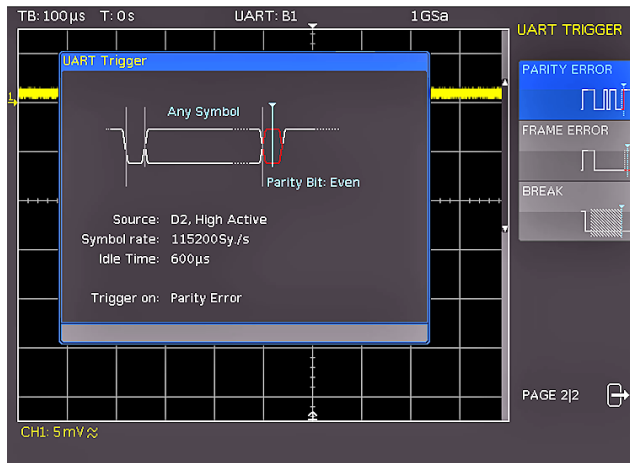 TB: 100µs T: 0s UART: B1 1GSa
UART TRIGGER
UART Trigger
PARITY ERROR
1
Any Symbol
FRAME ERROR
Parity Bit: Even
BREAK
Source: D2, High Active
Symbol rate: 115200Sy./s
Idle Time: 600µs
Trigger on: Parity Error
PAGE 2|2
CH1: 5mV